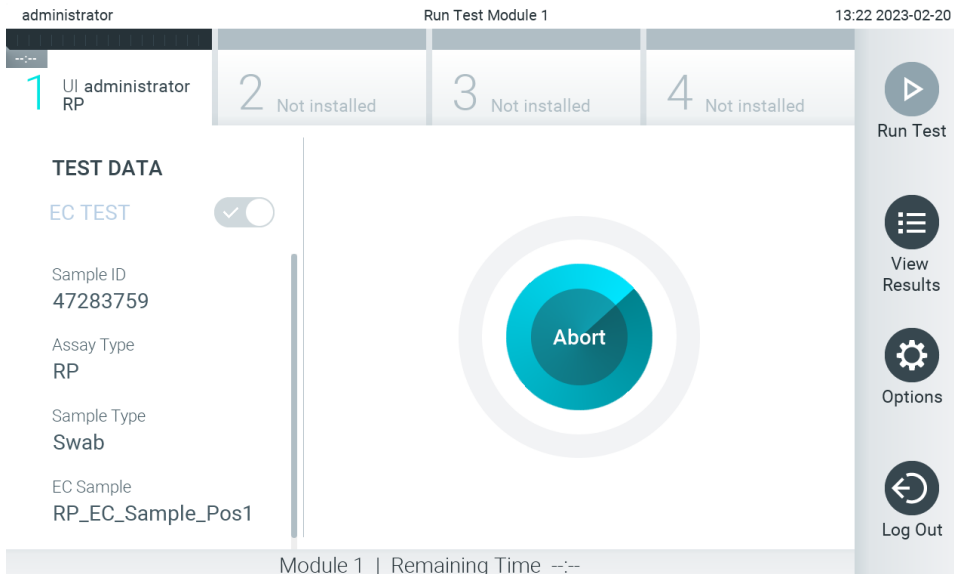 administrator
Run Test Module 1
13:22 2023-02-20
--:--
1
UI administrator
RP
2
Not installed
3
Not installed
4
Not installed
Run Test
TEST DATA
EC TEST
Sample ID
47283759
Assay Type
RP
Sample Type
Swab
EC Sample
RP_EC_Sample_Pos1
Abort
View
Results
Options
Log Out
Module 1 | Remaining Time --:--